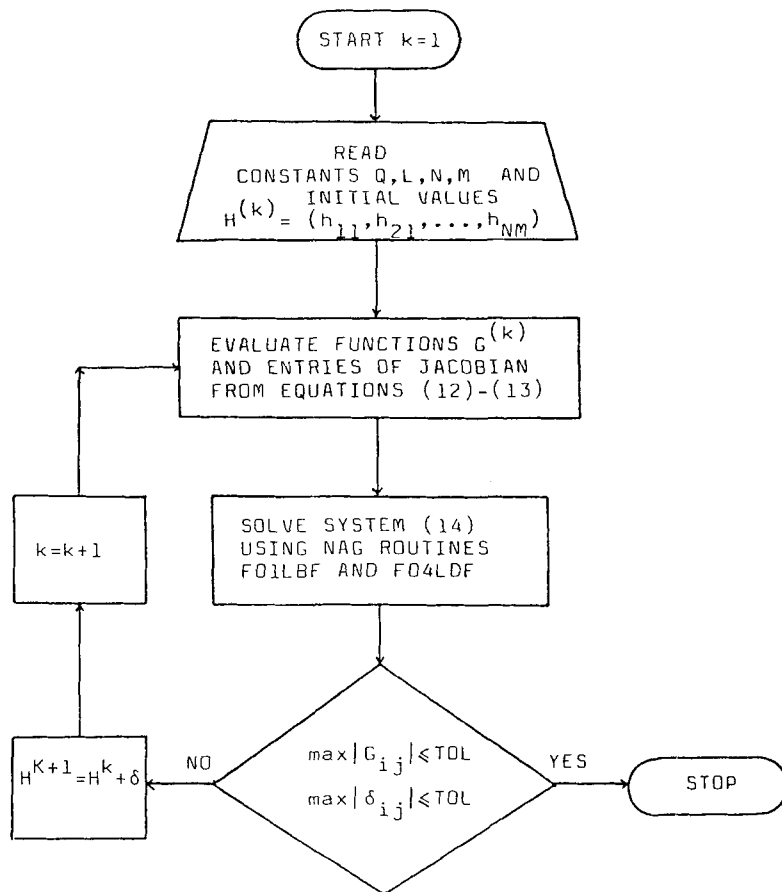 START k=1
READ
CONSTANTS Q,L,N,M AND
INITIAL VALUES
H^(k) = (h_11,h_21,...,h_NM)
EVALUATE FUNCTIONS G^(k)
AND ENTRIES OF JACOBIAN
FROM EQUATIONS (12)-(13)
k=k+1
SOLVE SYSTEM (14)
USING NAG ROUTINES
F01LBF AND F04LDF
H^K+1=H^k+δ
NO
max|G_ij|⩽TOL
max|δ_ij|⩽TOL
YES
STOP